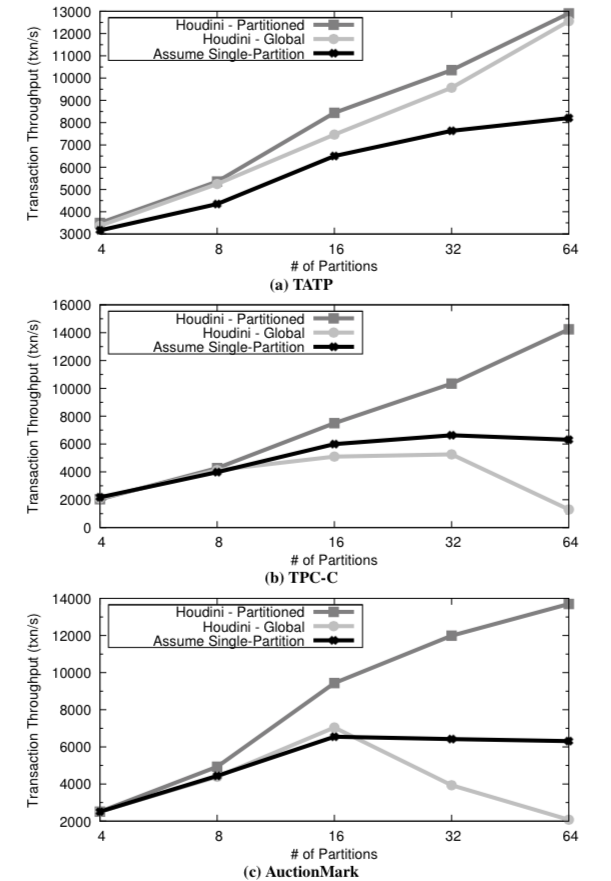 13000
12000
11000
10000
9000
8000
7000
6000
5000
4000
3000
Transaction Throughput (txn/s)
Houdini - Partitioned
Houdini - Global
Assume Single-Partition
4 8 16 32 64
# of Partitions
(a) TATP
16000
14000
12000
10000
8000
6000
4000
2000
0
Transaction Throughput (txn/s)
Houdini - Partitioned
Houdini - Global
Assume Single-Partition
4 8 16 32 64
# of Partitions
(b) TPC-C
14000
12000
10000
8000
6000
4000
2000
Transaction Throughput (txn/s)
Houdini - Partitioned
Houdini - Global
Assume Single-Partition
4 8 16 32 64
# of Partitions
(c) AuctionMark